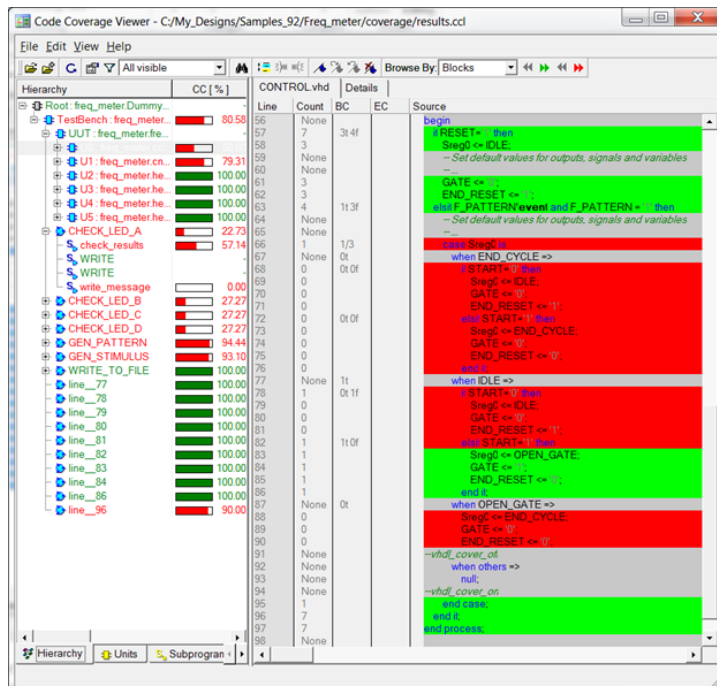 Code Coverage Viewer - C:/My_Designs/Samples_92/Freq_meter/coverage/results.ccl
File Edit View Help
All visible Browse By: Blocks
Hierarchy CC [ % ]
Root : freq_meter.Dummy... -
TestBench : freq_meter... 80.58
UUT : freq_meter.fre...
U1 : freq_meter.cn... 79.31
U2 : freq_meter.he... 100.00
U3 : freq_meter.he... 100.00
U4 : freq_meter.he... 100.00
U5 : freq_meter.he... 100.00
CHECK_LED_A 22.73
check_results 57.14
WRITE -
WRITE -
write_message 0.00
CHECK_LED_B 27.27
CHECK_LED_C 27.27
CHECK_LED_D 27.27
GEN_PATTERN 94.44
GEN_STIMULUS 93.10
WRITE_TO_FILE 100.00
line__77 100.00
line__78 100.00
line__79 100.00
line__80 100.00
line__81 100.00
line__82 100.00
line__83 100.00
line__84 100.00
line__86 100.00
line__96 90.00
Hierarchy Units Subprogran
CONTROL.vhd Details
Line Count BC EC Source
56 None begin
57 7 3t 4f if RESET='1' then
58 3 Sreg0 <= IDLE;
59 None -- Set default values for outputs, signals and variables
60 None -- ...
61 3 GATE <= '0';
62 3 END_RESET <= '1';
63 4 1t 3f elsif F_PATTERN'event and F_PATTERN = '1' then
64 None -- Set default values for outputs, signals and variables
65 None -- ...
66 1 1/3 case Sreg0 is
67 None 0t when END_CYCLE =>
68 0 0t 0f if START='0' then
69 0 Sreg0 <= IDLE;
70 0 GATE <= '0'
71 0 END_RESET <= '1';
72 0 0t 0f elsif START='1' then
73 0 Sreg0 <= END_CYCLE;
74 0 GATE <= '0'
75 0 END_RESET <= '0';
76 0 end if;
77 None 1t when IDLE =>
78 1 0t 1f if START='0' then
79 0 Sreg0 <= IDLE;
80 0 GATE <= '0'
81 0 END_RESET <= '1';
82 1 1t 0f elsif START='1' then
83 1 Sreg0 <= OPEN_GATE;
84 1 GATE <= '1'
85 1 END_RESET <= '0';
86 1 end if;
87 None 0t when OPEN_GATE =>
88 0 Sreg0 <= END_CYCLE;
89 0 GATE <= '0'
90 0 END_RESET <= '0';
91 None --vhdl_cover_off
92 None when others =>
93 None null;
94 None --vhdl_cover_on
95 1 end case;
96 7 end if;
97 7 end process;
98 None